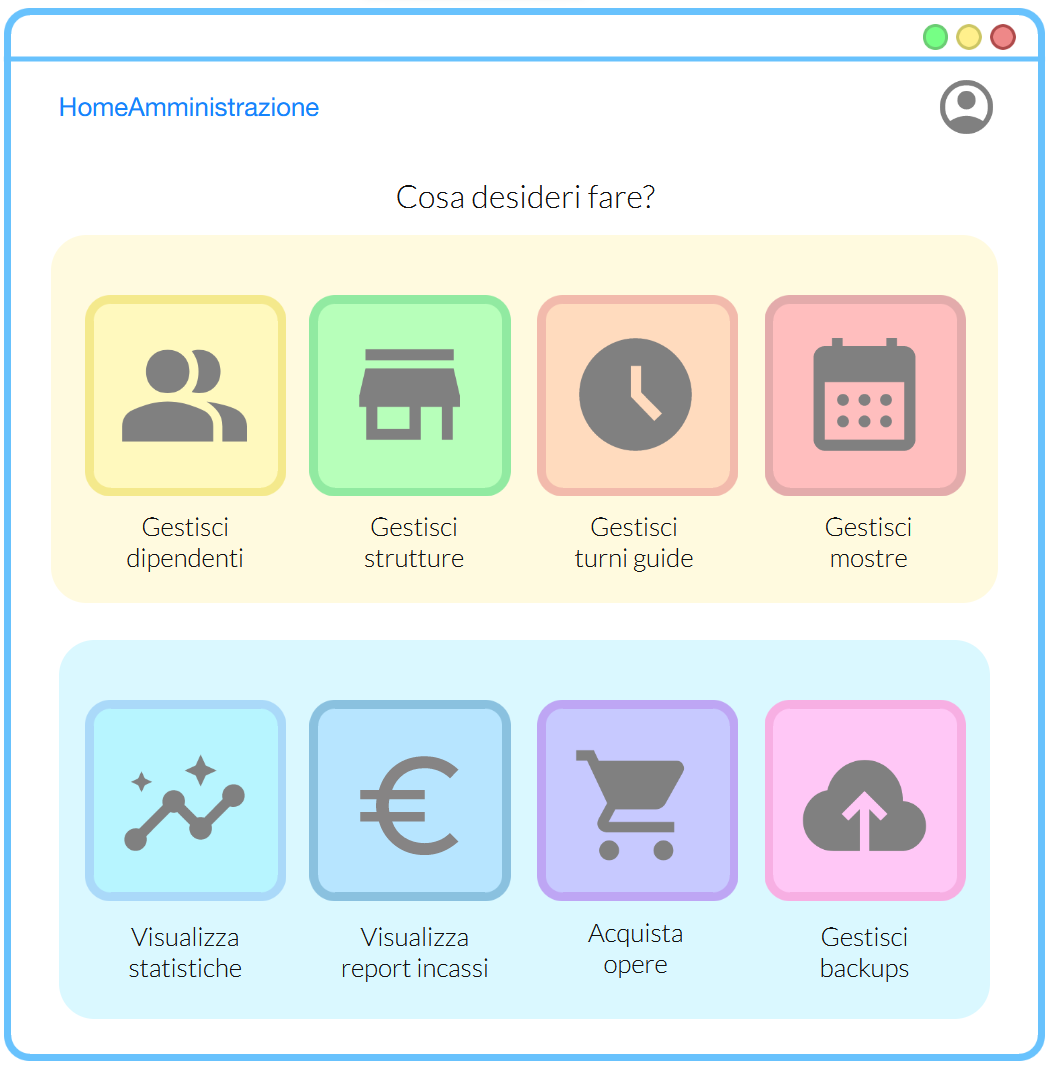 HomeAmministrazione
Cosa desideri fare?
Gestisci
dipendenti
Gestisci
strutture
Gestisci
turni guide
Gestisci
mostre
Visualizza
statistiche
Visualizza
report incassi
Acquista
opere
Gestisci
backups